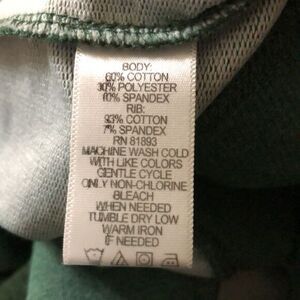 BODY:
60% COTTON
30% POLYESTER
10% SPANDEX
RIB:
93% COTTON
7% SPANDEX
RN 81893
MACHINE WASH COLD
WITH LIKE COLORS
GENTLE CYCLE
ONLY NON-CHLORINE
BLEACH
WHEN NEEDED
TUMBLE DRY LOW
WARM IRON
IF NEEDED